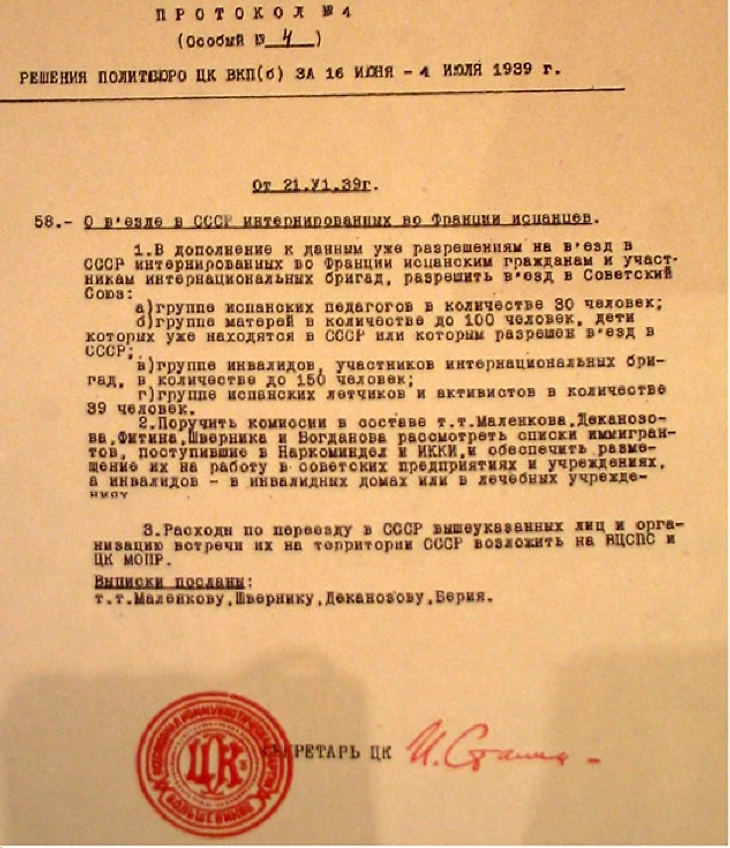 ПРОТОКОЛ №4
(Особый № 4 )
РЕШЕНИЯ ПОЛИТБЮРО ЦК ВКП(б) ЗА 16 ИЮНЯ - 4 ИЮЛЯ 1939 г.
От 21.У1.39г.
58.- О в'езде в СССР интернированных во Франции испанцев.
1.В дополнение к данным уже разрешениям на в'езд в
СССР интернированных во Франции испанским гражданам и участ-
никам интернациональных бригад, разрешить в'езд в Советский
Союз:
а)группе испанских педагогов в количестве 30 человек;
б)группе матерей в количестве до 100 человек, дети
которых уже находятся в СССР или которым разрешен в'езд в
СССР;
в)группе инвалидов, участников интернациональных бри-
гад, в количестве до 150 человек;
г)группе испанских летчиков и активистов в количестве
39 человек.
2.Поручить комиссии в составе т.т.Маленкова,Деканозо-
ва,Фитина,Шверника и Богданова рассмотреть списки иммигран-
тов, поступившие в Наркоминдел и ИККИ,и обеспечить разме-
щение их на работу в советских предприятиях и учреждениях,
а инвалидов - в инвалидных домах или в лечебных учрежде-
ниях
3.Расходы по переезду в СССР вышеуказанных лиц и орга-
низацию встречи их на территории СССР возложить на ВЦСПС и
ЦК МОПР.
Выписки посланы:
т.т.Маленкову,Швернику,Деканозову,Берия.
СЕКРЕТАРЬ ЦК И. Сталин
ЦК
БОЛЬШЕВИКОВ